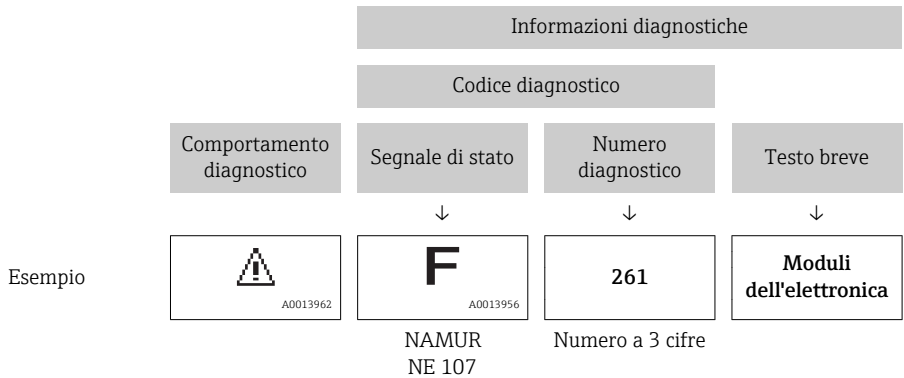 Informazioni diagnostiche
Codice diagnostico
Comportamento
diagnostico
Segnale di stato
Numero
diagnostico
Testo breve
↓
↓
↓
Esempio
A0013962
F
A0013956
261
Moduli
dell'elettronica
NAMUR
NE 107
Numero a 3 cifre